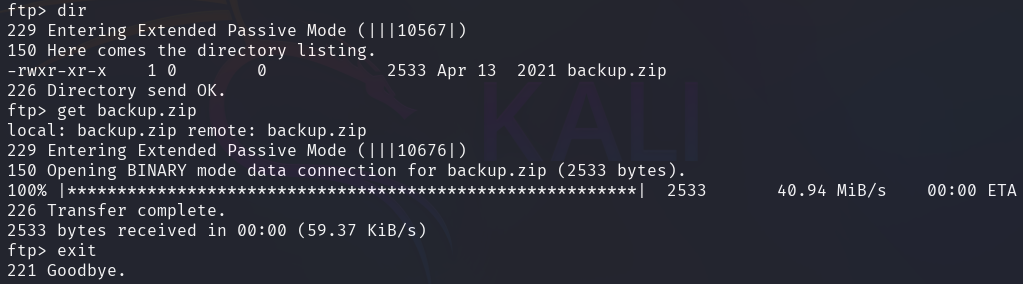 ftp> dir
229 Entering Extended Passive Mode (|||10567|)
150 Here comes the directory listing.
-rwxr-xr-x    1 0        0            2533 Apr 13  2021 backup.zip
226 Directory send OK.
ftp> get backup.zip
local: backup.zip remote: backup.zip
229 Entering Extended Passive Mode (|||10676|)
150 Opening BINARY mode data connection for backup.zip (2533 bytes).
100% |*********************************************************|  2533       40.94 MiB/s    00:00 ETA
226 Transfer complete.
2533 bytes received in 00:00 (59.37 KiB/s)
ftp> exit
221 Goodbye.
KALI